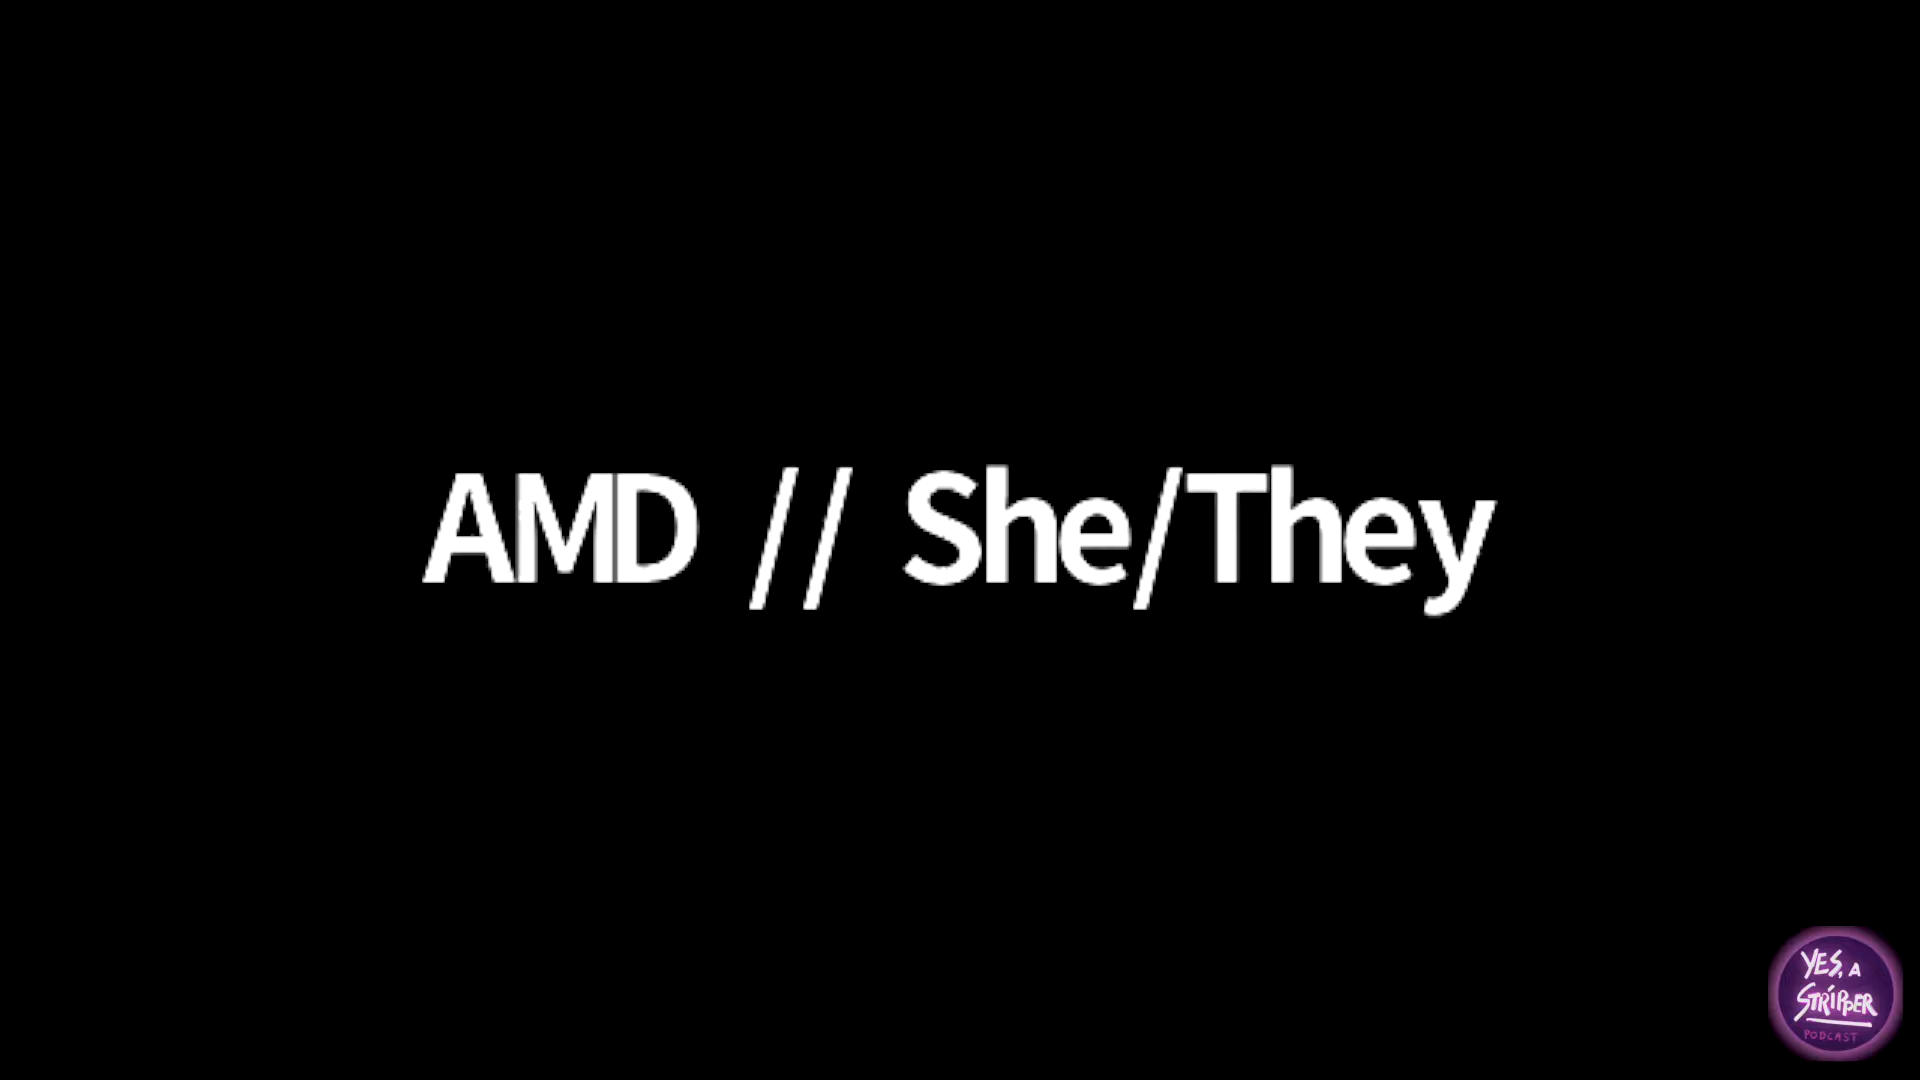 AMD // She/They
YES, A
STRIPPER
PODCAST